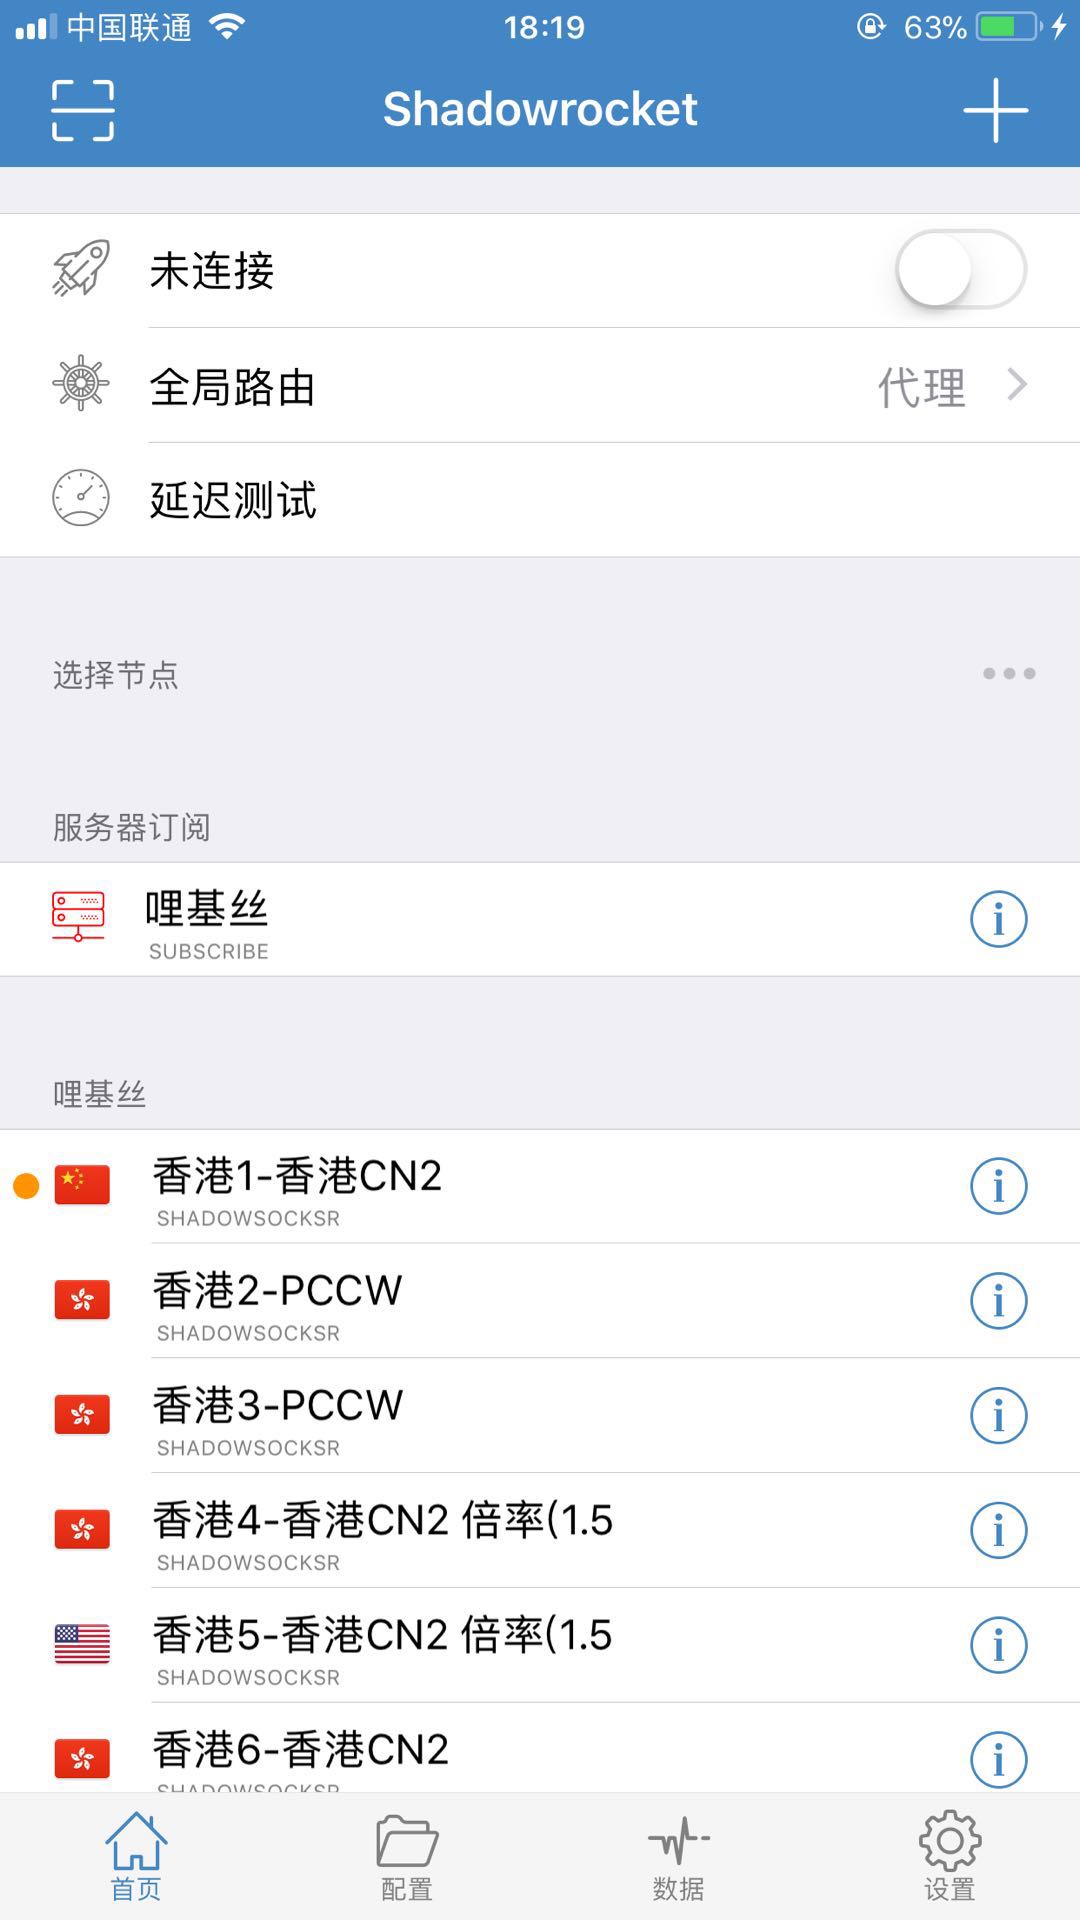 中国联通 18:19 63%
Shadowrocket
未连接
全局路由 代理
延迟测试
选择节点
服务器订阅
哩基丝
SUBSCRIBE
哩基丝
香港1-香港CN2
SHADOWSOCKSR
香港2-PCCW
SHADOWSOCKSR
香港3-PCCW
SHADOWSOCKSR
香港4-香港CN2 倍率(1.5
SHADOWSOCKSR
香港5-香港CN2 倍率(1.5
SHADOWSOCKSR
香港6-香港CN2
SHADOWSOCKSR
首页 配置 数据 设置